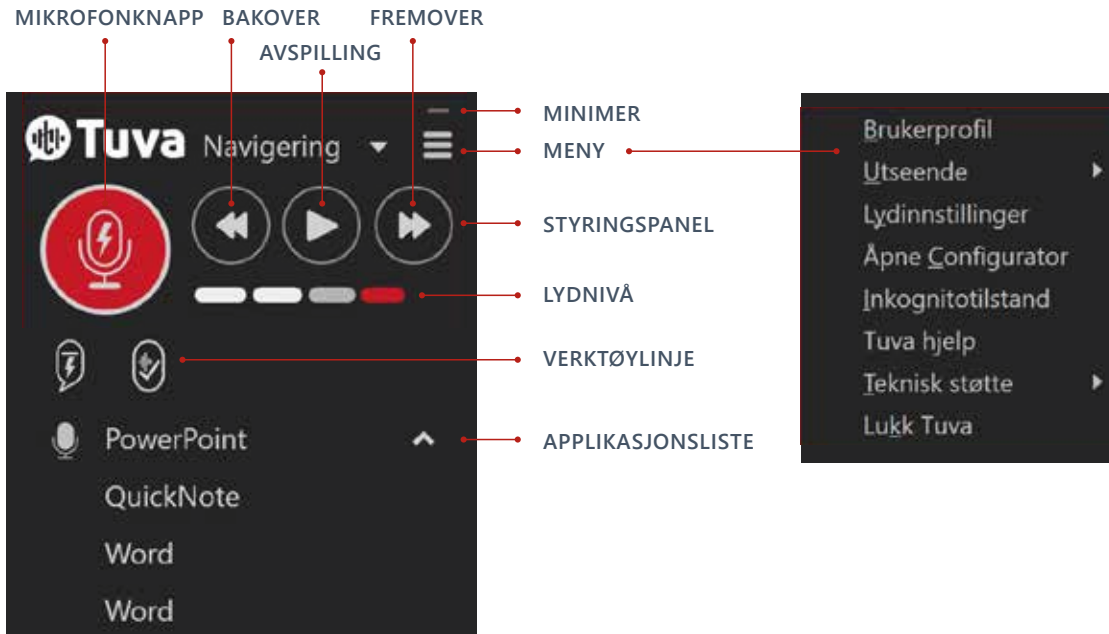 MIKROFONKNAPP BAKOVER FREMOVER
AVSPILLING
MINIMER
Tuva Navigering
MENY
STYRINGSPANEL
LYDNIVÅ
VERKTØYLINJE
PowerPoint
APPLIKASJONSLISTE
QuickNote
Word
Word
Brukerprofil
Utseende
Lydinnstillinger
Åpne Configurator
Inkognitotilstand
Tuva hjelp
Teknisk støtte
Lukk Tuva